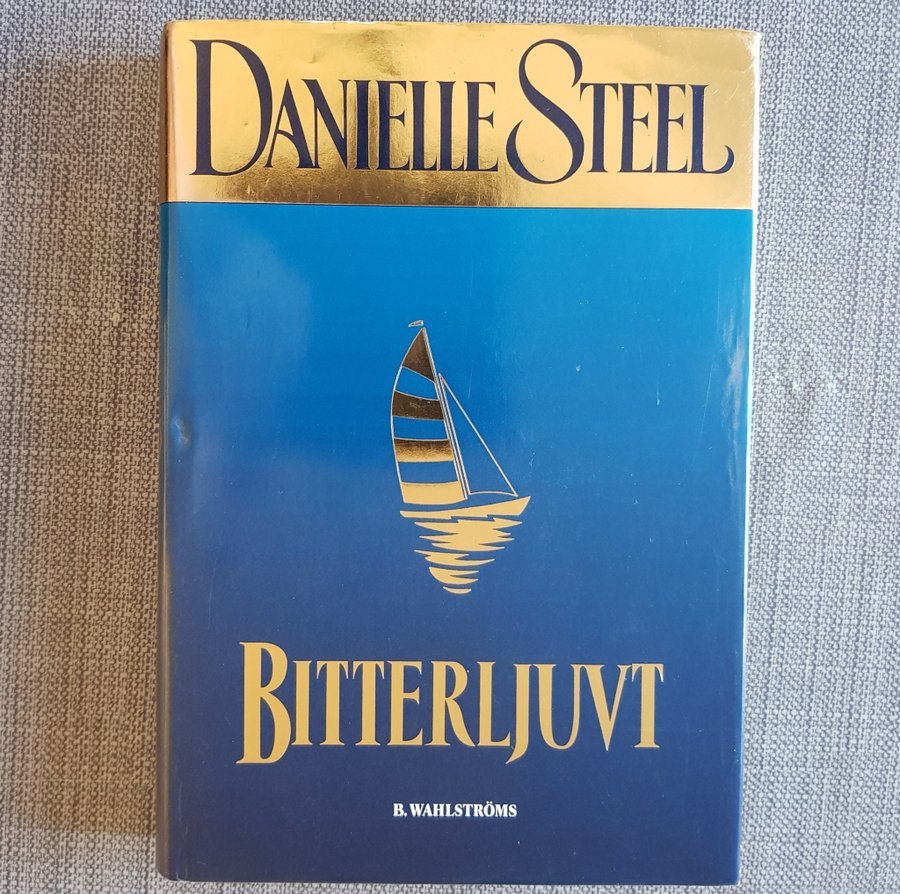 DANIELLE STEEL
BITTERLJUVT
B. WAHLSTRÖMS